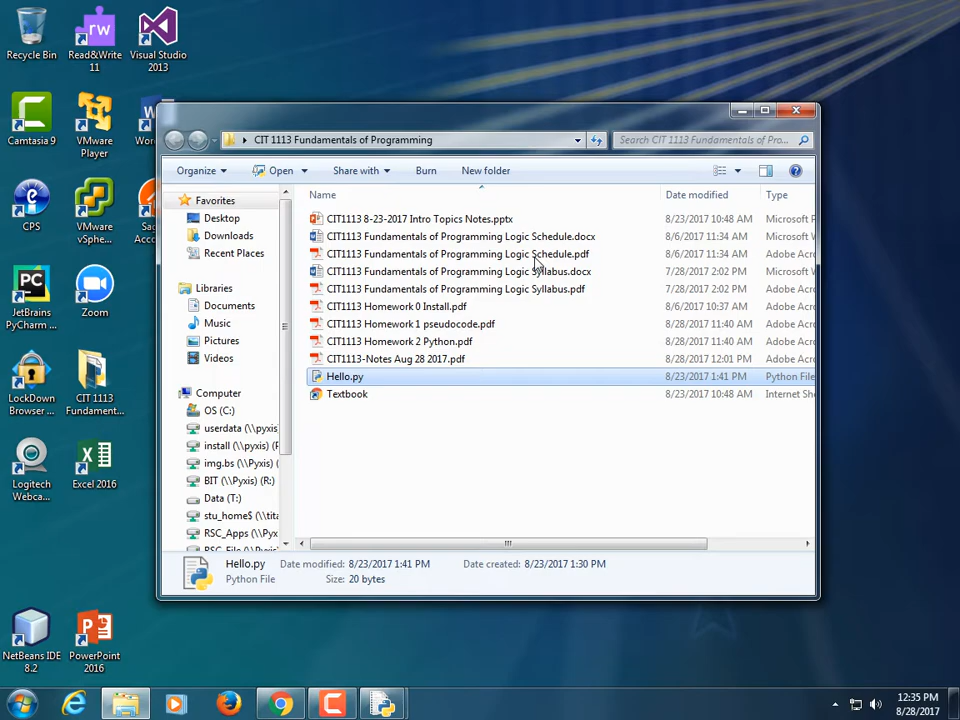 Recycle Bin
Read&Write 11
Visual Studio 2013
Camtasia 9
VMware Player
CPS
VMware vSphe...
JetBrains PyCharm ...
Zoom
LockDown Browser ...
CIT 1113 Fundament...
Logitech Webca...
Excel 2016
NetBeans IDE 8.2
PowerPoint 2016
CIT 1113 Fundamentals of Programming
Search CIT 1113 Fundamentals of Pro...
Organize Open Share with Burn New folder
Favorites
Desktop
Downloads
Recent Places
Libraries
Documents
Music
Pictures
Videos
Computer
OS (C:)
userdata (\\pyxis)
install (\\pyxis) (F
img.bs (\\Pyxis)
BIT (\\Pyxis) (R:)
Data (T:)
stu_home$ (\\tita
RSC_Apps (\\Pyx
RSC_File (\\Pyxi
Name Date modified Type
CIT1113 8-23-2017 Intro Topics Notes.pptx 8/23/2017 10:48 AM Microsoft P
CIT1113 Fundamentals of Programming Logic Schedule.docx 8/6/2017 11:34 AM Microsoft
CIT1113 Fundamentals of Programming Logic Schedule.pdf 8/6/2017 11:34 AM Adobe Acr
CIT1113 Fundamentals of Programming Logic Syllabus.docx 7/28/2017 2:02 PM Microsoft
CIT1113 Fundamentals of Programming Logic Syllabus.pdf 7/28/2017 2:02 PM Adobe Acr
CIT1113 Homework 0 Install.pdf 8/6/2017 10:37 AM Adobe Acr
CIT1113 Homework 1 pseudocode.pdf 8/28/2017 11:40 AM Adobe Acr
CIT1113 Homework 2 Python.pdf 8/28/2017 11:40 AM Adobe Acr
CIT1113-Notes Aug 28 2017.pdf 8/28/2017 12:01 PM Adobe Acr
Hello.py 8/23/2017 1:41 PM Python File
Textbook 8/23/2017 10:48 AM Internet Sh
Hello.py Date modified: 8/23/2017 1:41 PM Date created: 8/23/2017 1:30 PM
Python File Size: 20 bytes
12:35 PM
8/28/2017